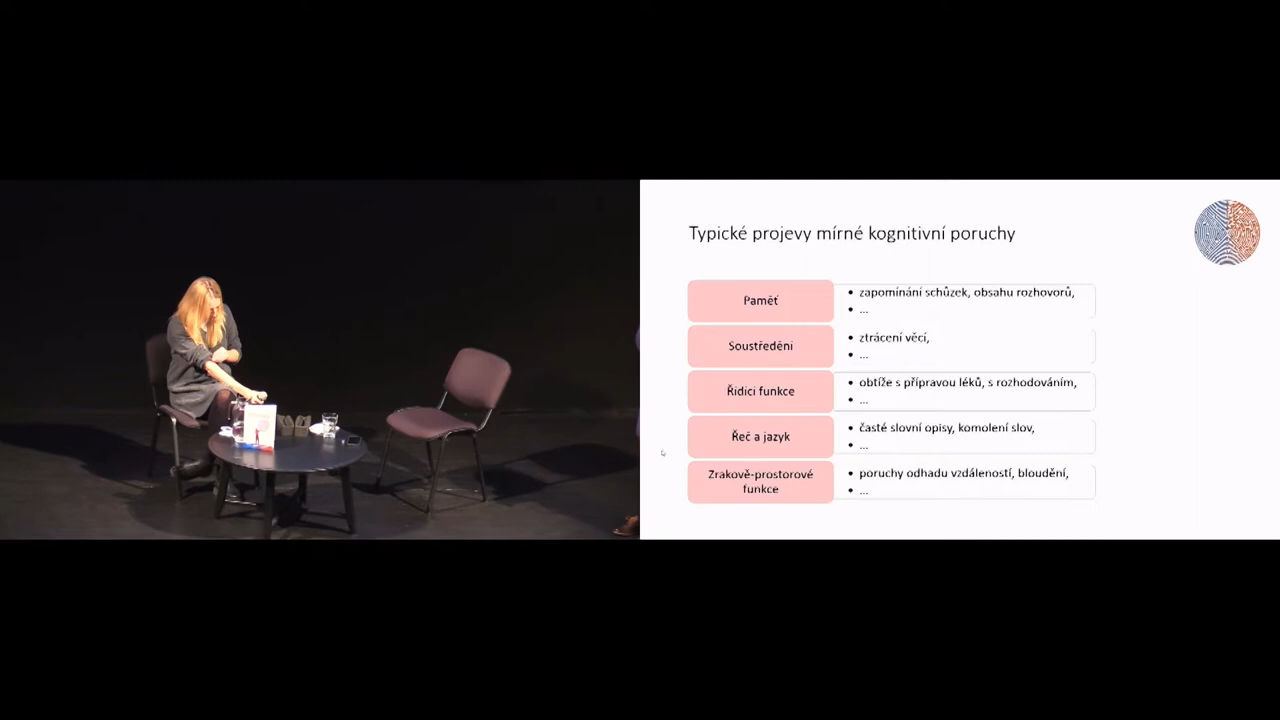 Typické projevy mírné kognitivní poruchy
Paměť
• zapomínání schůzek, obsahu rozhovorů,
• ...
Soustředění
• ztrácení věcí,
• ...
Řídicí funkce
• obtíže s přípravou léků, s rozhodováním,
• ...
Řeč a jazyk
• časté slovní opisy, komolení slov,
• ...
Zrakově-prostorové
funkce
• poruchy odhadu vzdáleností, bloudění,
• ...